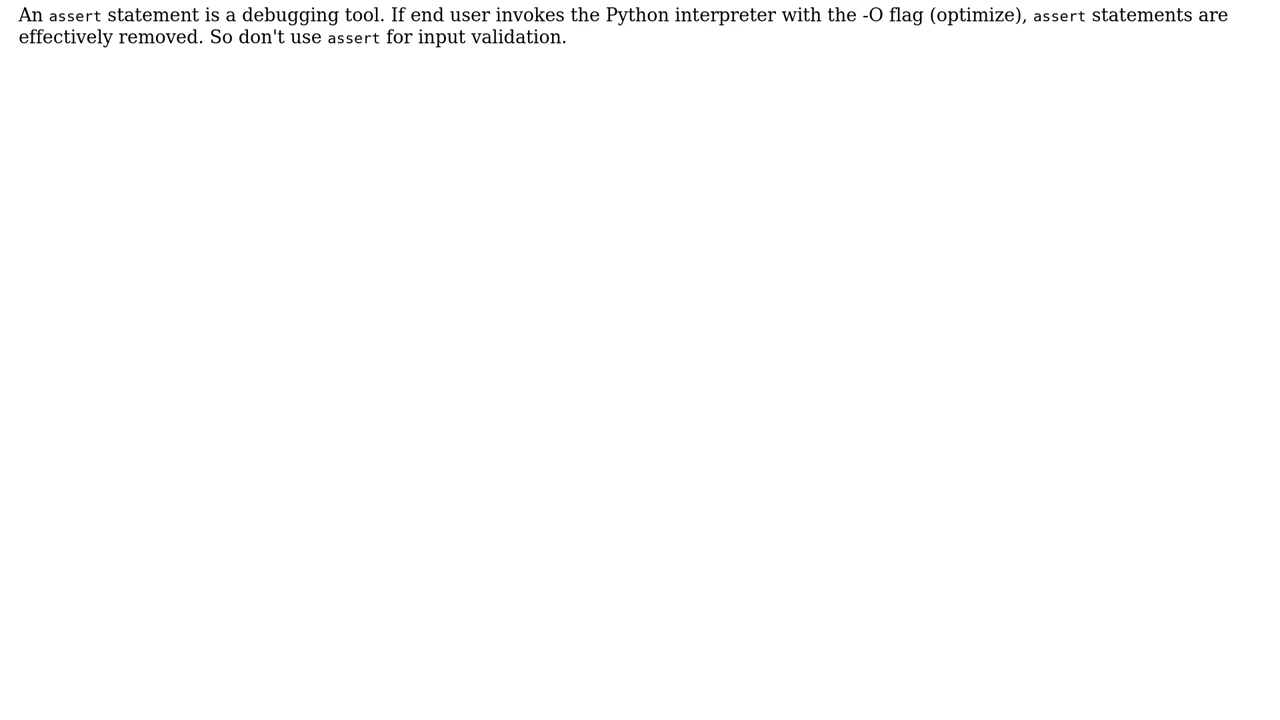 An assert statement is a debugging tool. If end user invokes the Python interpreter with the -O flag (optimize), assert statements are
effectively removed. So don't use assert for input validation.